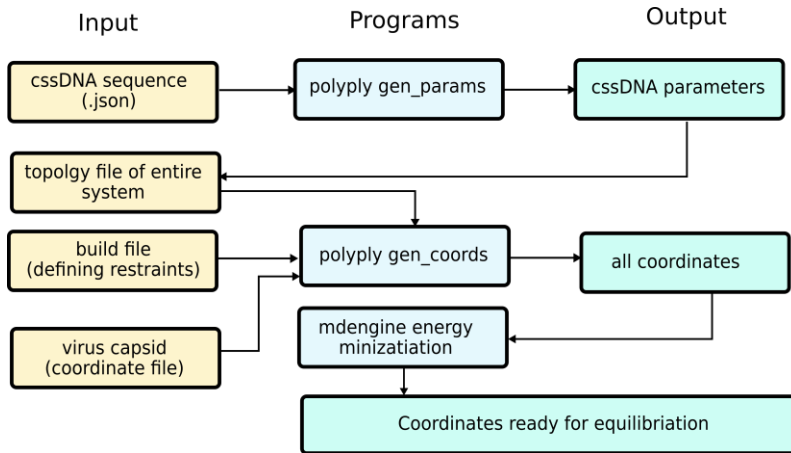 Input
Programs
Output
cssDNA sequence
(.json)
polyply gen_params
cssDNA parameters
topolgy file of entire
system
build file
(defining restraints)
polyply gen_coords
all coordinates
virus capsid
(coordinate file)
mdengine energy
minizatiation
Coordinates ready for equilibriation